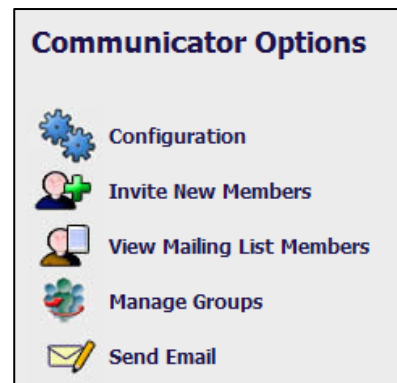 Communicator Options
Configuration
Invite New Members
View Mailing List Members
Manage Groups
Send Email